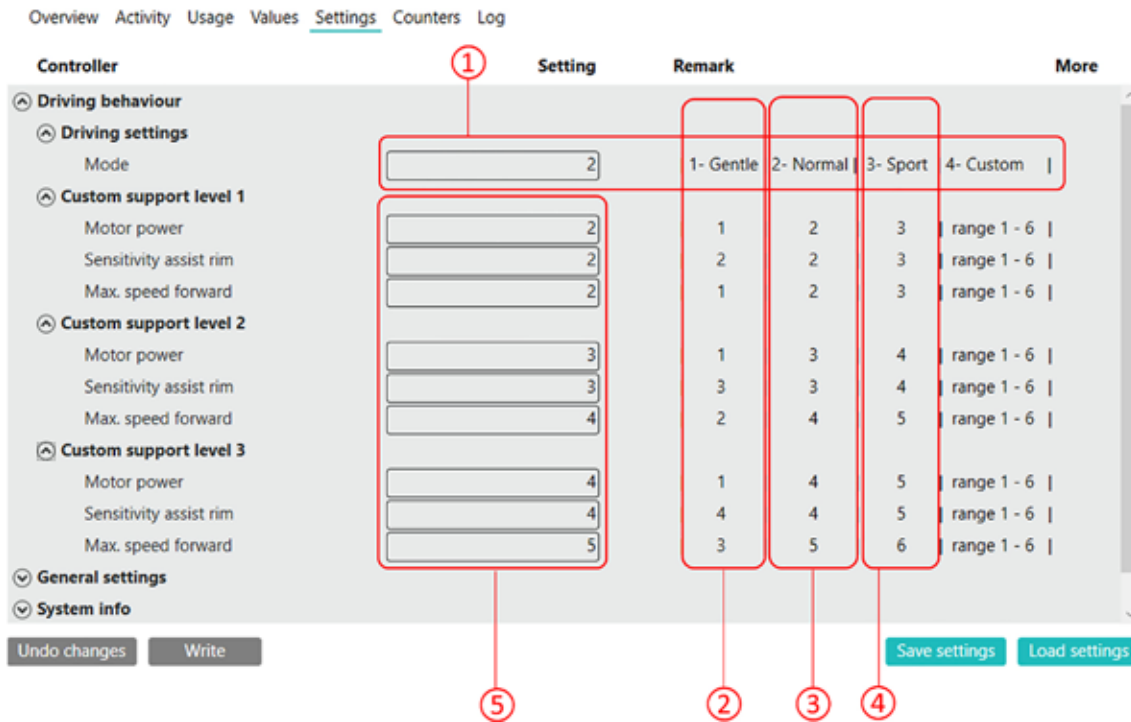 Overview Activity Usage Values Settings Counters Log
①
Controller Setting Remark More
Driving behaviour
Driving settings
Mode 2 1- Gentle 2- Normal | 3- Sport 4- Custom |
Custom support level 1
Motor power 2 1 2 3 | range 1 - 6 |
Sensitivity assist rim 2 2 2 3 | range 1 - 6 |
Max. speed forward 2 1 2 3 | range 1 - 6 |
Custom support level 2
Motor power 3 1 3 4 | range 1 - 6 |
Sensitivity assist rim 3 3 3 4 | range 1 - 6 |
Max. speed forward 4 2 4 5 | range 1 - 6 |
Custom support level 3
Motor power 4 1 4 5 | range 1 - 6 |
Sensitivity assist rim 4 4 4 5 | range 1 - 6 |
Max. speed forward 5 3 5 6 | range 1 - 6 |
General settings
System info
Undo changes Write Save settings Load settings
⑤ ② ③ ④